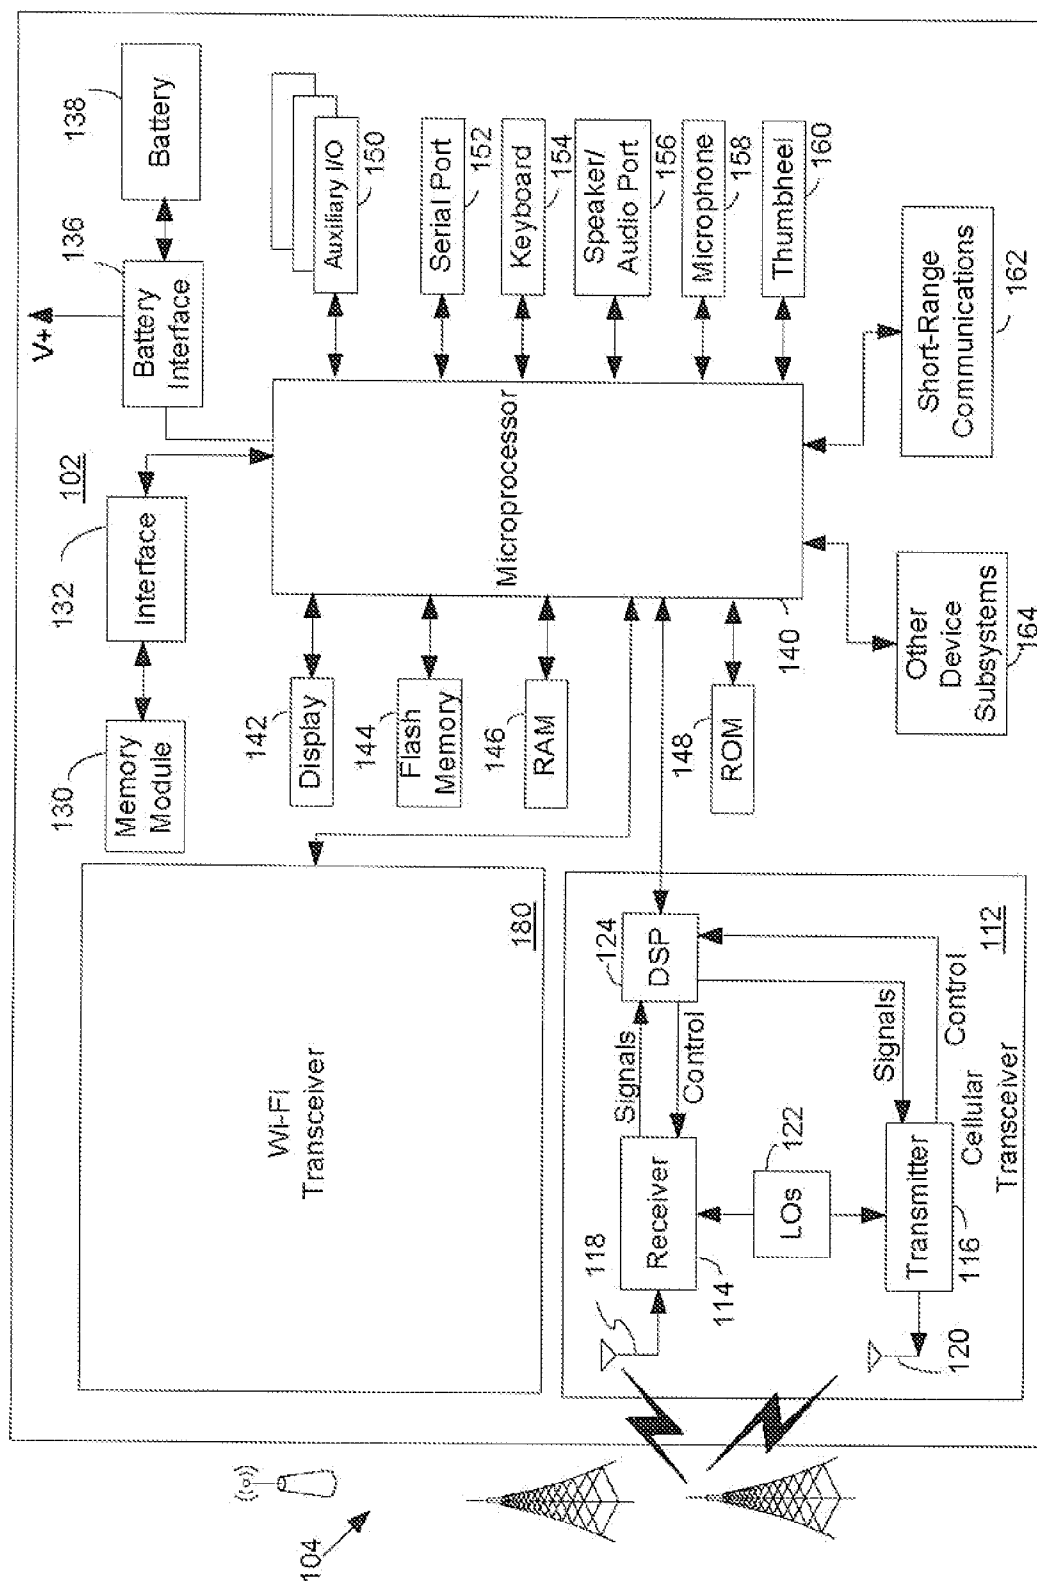 104
Wi-Fi
Transceiver
180
118
Receiver
114
Signals
Control
124
DSP
122
LOs
Transmitter
116
120
Signals
Control
Cellular
Transceiver
112
130
Memory
Module
132
Interface
102
V+
136
Battery
Interface
138
Battery
142
Display
144
Flash
Memory
146
RAM
148
ROM
Microprocessor
140
Auxiliary I/O
150
Serial Port
152
Keyboard
154
Speaker/
Audio Port
156
Microphone
158
Thumbheel
160
Other
Device
Subsystems
164
Short-Range
Communications
162